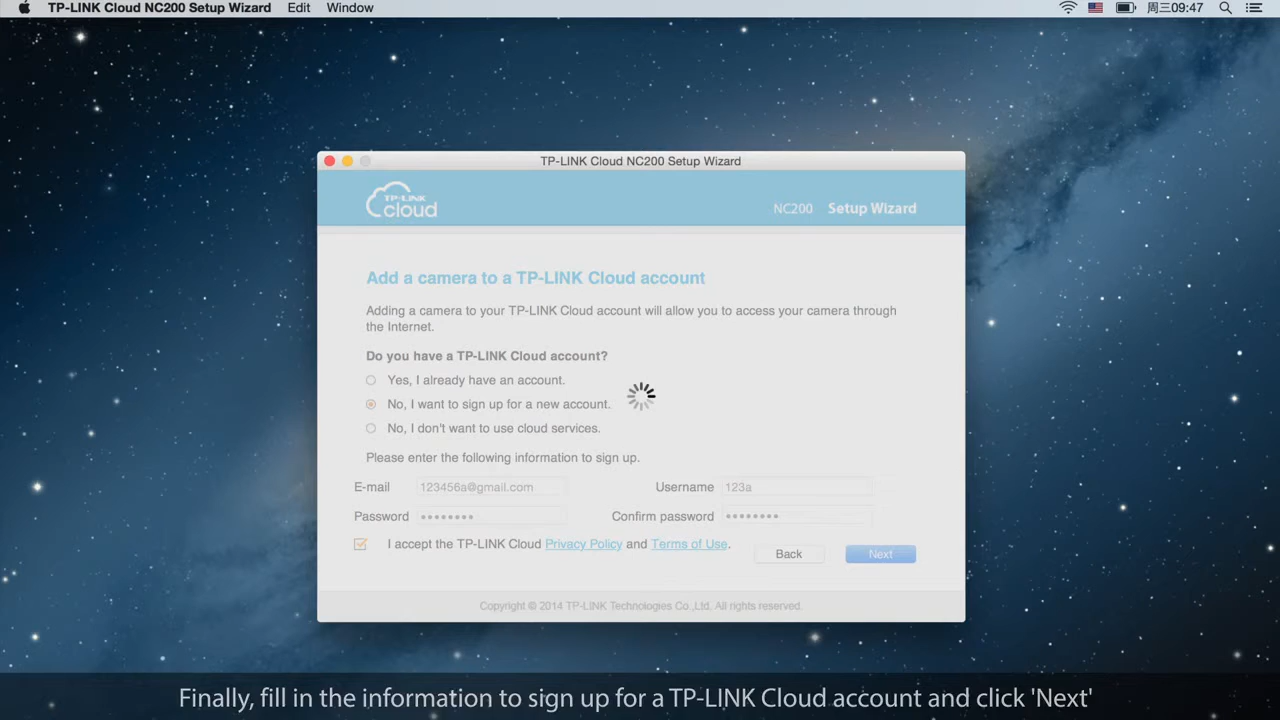 TP-LINK Cloud NC200 Setup Wizard Edit Window 周三09:47
TP-LINK Cloud NC200 Setup Wizard
TP-LINK
cloud
NC200 Setup Wizard
Add a camera to a TP-LINK Cloud account
Adding a camera to your TP-LINK Cloud account will allow you to access your camera through
the Internet.
Do you have a TP-LINK Cloud account?
Yes, I already have an account.
No, I want to sign up for a new account.
No, I don't want to use cloud services.
Please enter the following information to sign up.
E-mail 123456a@gmail.com Username 123a
Password •••••••• Confirm password ••••••••
I accept the TP-LINK Cloud Privacy Policy and Terms of Use.
Back Next
Copyright © 2014 TP-LINK Technologies Co.,Ltd. All rights reserved.
Finally, fill in the information to sign up for a TP-LINK Cloud account and click 'Next'